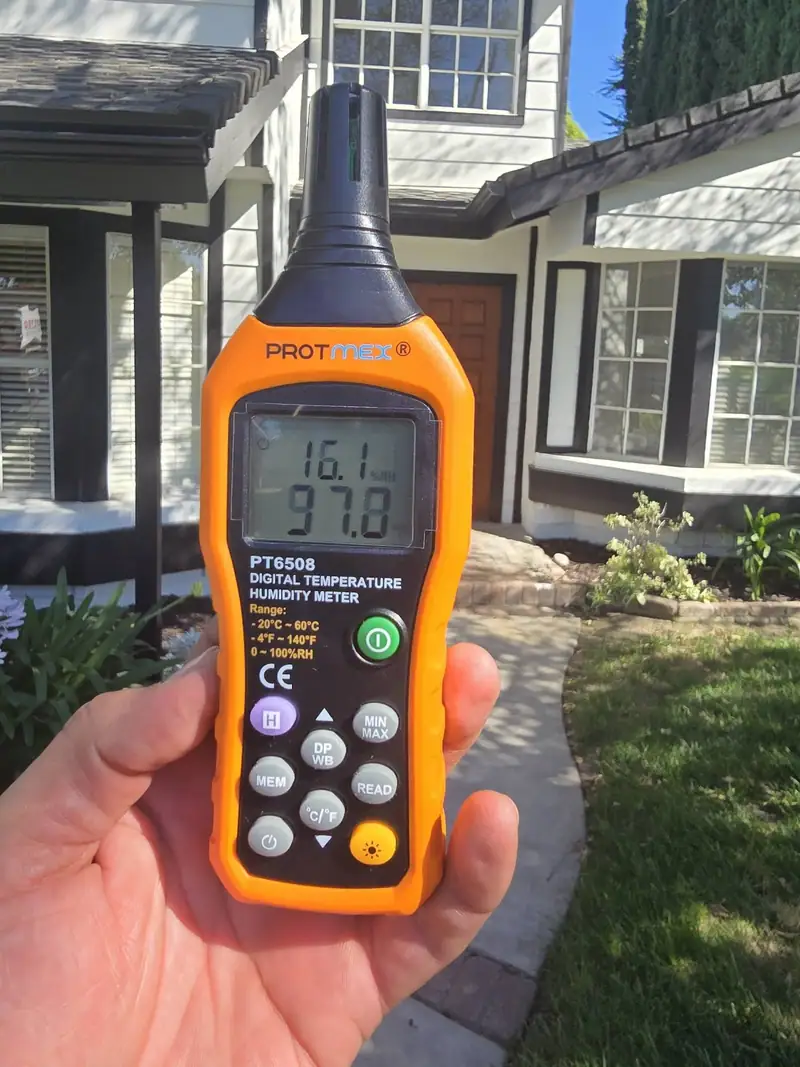 PROTMEX®
16.1 %RH
97.8
PT6508
DIGITAL TEMPERATURE
HUMIDITY METER
Range:
- 20°C ~ 60°C
- 4°F ~ 140°F
0 ~ 100%RH
CE
H
MIN
MAX
DP
WB
MEM
READ
°C/°F